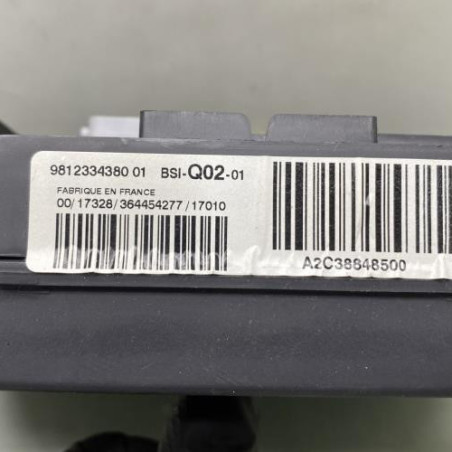 9812334380 01 BSI-Q02-01
FABRIQUE EN FRANCE
00/17328/364454277/17010
A2C38848500